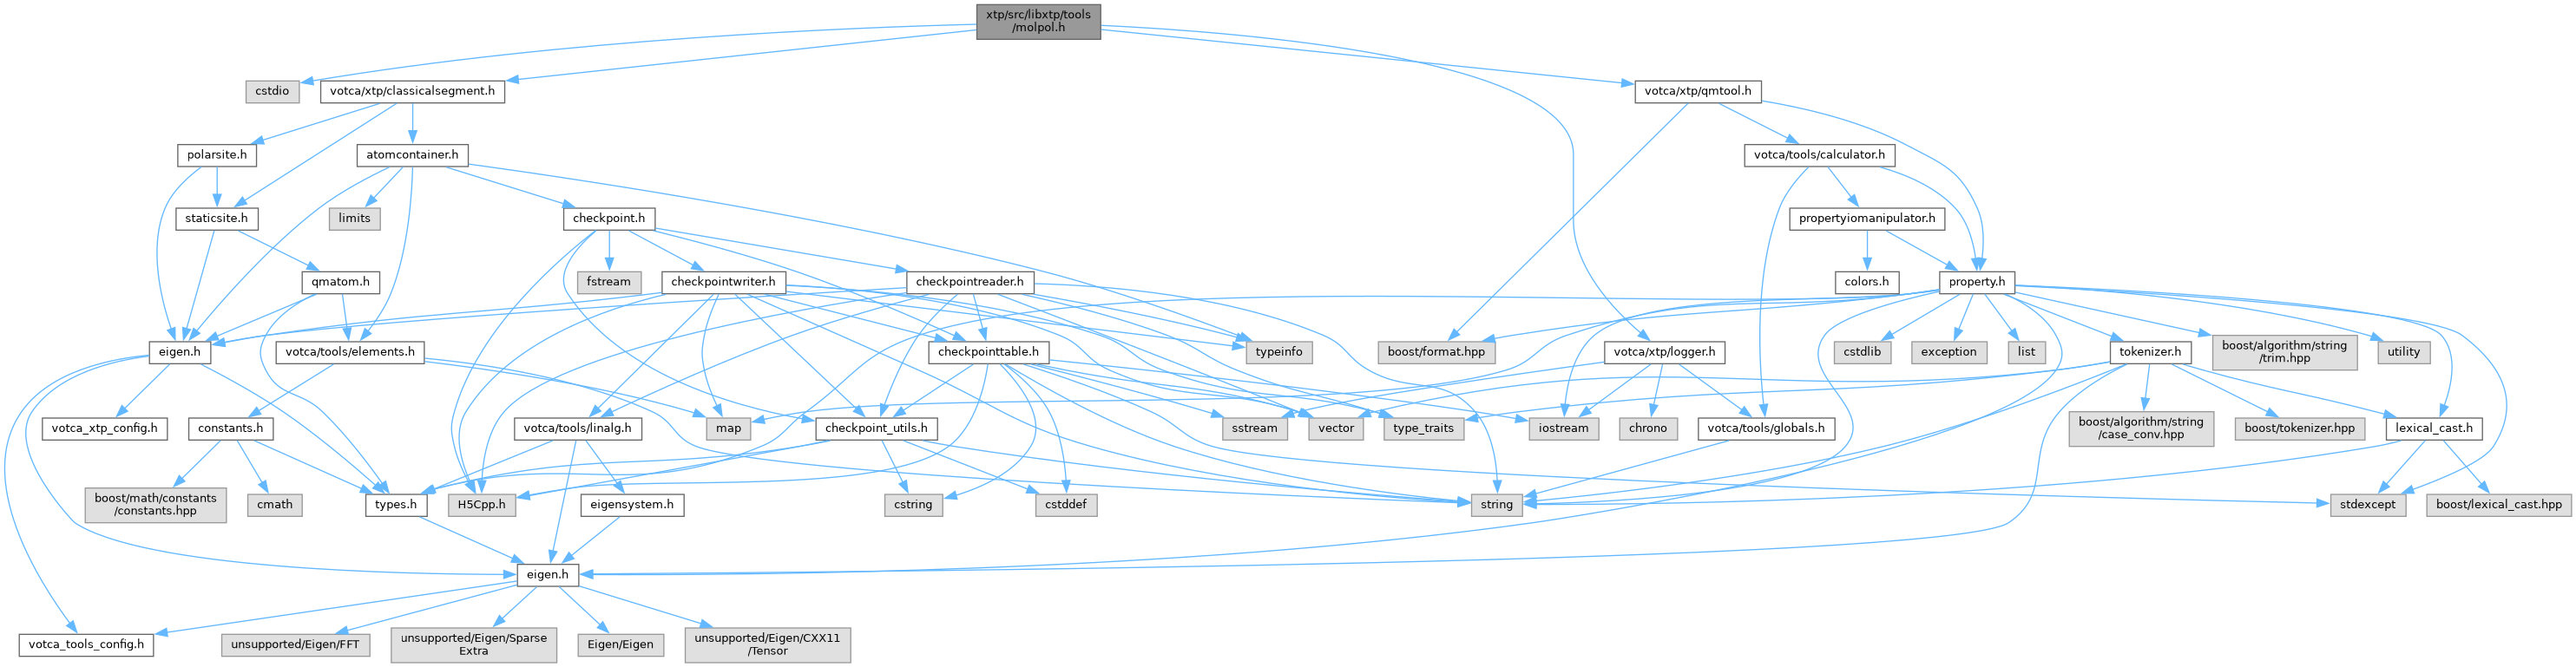 xtp/src/libxtp/tools
/molpol.h
cstdio
votca/xtp/classicalsegment.h
votca/xtp/qmtool.h
polarsite.h
atomcontainer.h
votca/tools/calculator.h
staticsite.h
limits
checkpoint.h
propertyiomanipulator.h
qmatom.h
fstream
checkpointwriter.h
checkpointreader.h
colors.h
property.h
eigen.h
votca/tools/elements.h
checkpointtable.h
typeinfo
boost/format.hpp
votca/xtp/logger.h
cstdlib
exception
list
tokenizer.h
boost/algorithm/string
/trim.hpp
utility
votca_xtp_config.h
constants.h
votca/tools/linalg.h
map
checkpoint_utils.h
sstream
vector
type_traits
iostream
chrono
votca/tools/globals.h
boost/algorithm/string
/case_conv.hpp
boost/tokenizer.hpp
lexical_cast.h
boost/math/constants
/constants.hpp
cmath
types.h
H5Cpp.h
eigensystem.h
cstring
cstddef
string
stdexcept
boost/lexical_cast.hpp
eigen.h
votca_tools_config.h
unsupported/Eigen/FFT
unsupported/Eigen/Sparse
Extra
Eigen/Eigen
unsupported/Eigen/CXX11
/Tensor